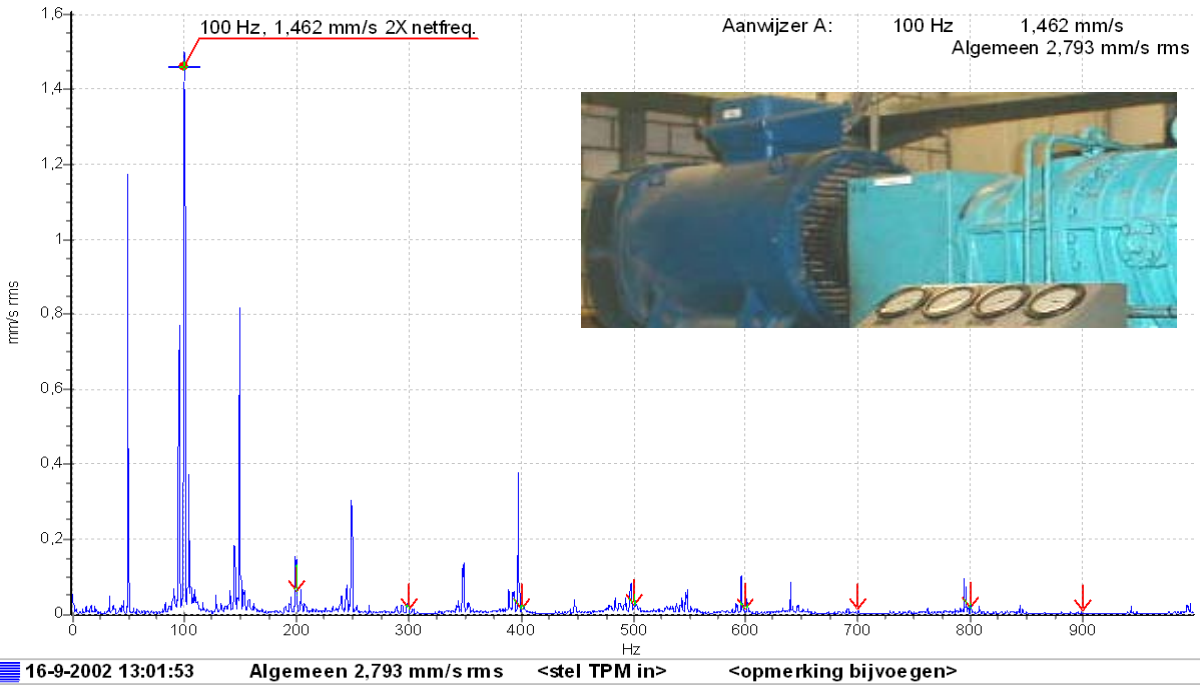 1,6
100 Hz, 1,462 mm/s 2X netfreq.
Aanwijzer A: 100 Hz 1,462 mm/s
Algemeen 2,793 mm/s rms
1,4
1,2
1
0,8
0,6
0,4
0,2
0
mm/s rms
0 100 200 300 400 500 600 700 800 900
Hz
16-9-2002 13:01:53 Algemeen 2,793 mm/s rms <stel TPM in> <opmerking bijvoegen>